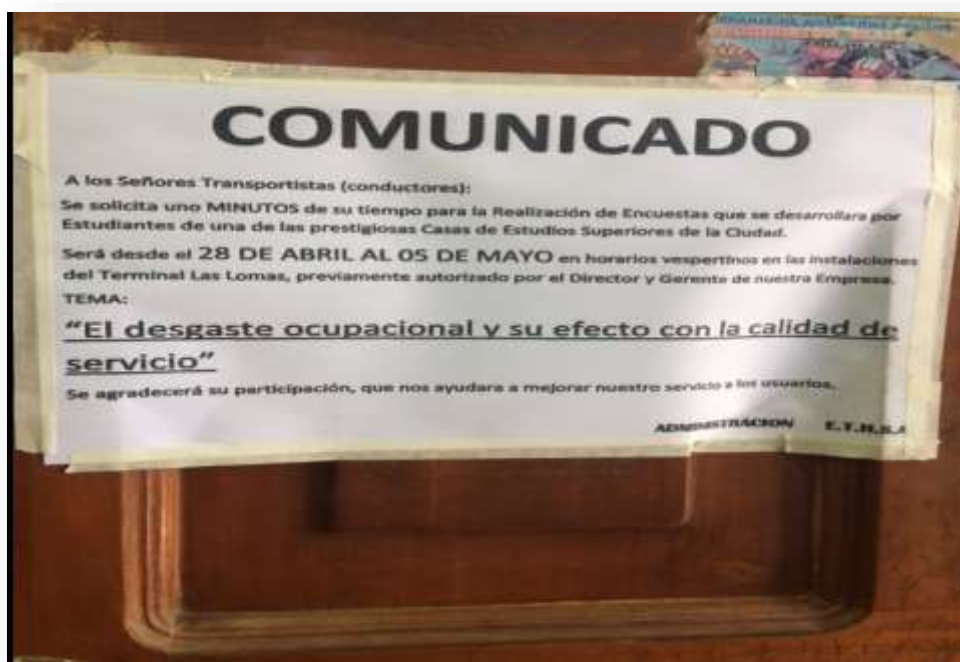 COMUNICADO
A los Señores Transportistas (conductores):
Se solicita uno MINUTOS de su tiempo para la Realización de Encuestas que se desarrollara por
Estudiantes de una de las prestigiosas Casas de Estudios Superiores de la Ciudad.
Será desde el 28 DE ABRIL AL 05 DE MAYO en horarios vespertinos en las instalaciones
del Terminal Las Lomas, previamente autorizado por el Director y Gerente de nuestra Empresa.
TEMA:
"El desgaste ocupacional y su efecto con la calidad de
servicio"
Se agradecerá su participación, que nos ayudara a mejorar nuestro servicio a los usuarios.
ADMINISTRACION